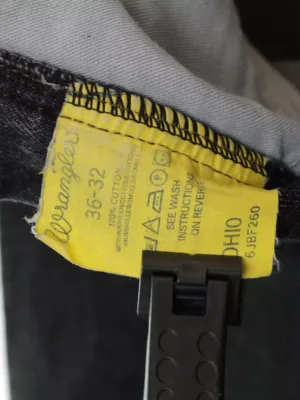 Wrangler
36-32
100% COTTON
SEE WASH
INSTRUCTIONS
ON REVERSE
OHIO
6JBF260